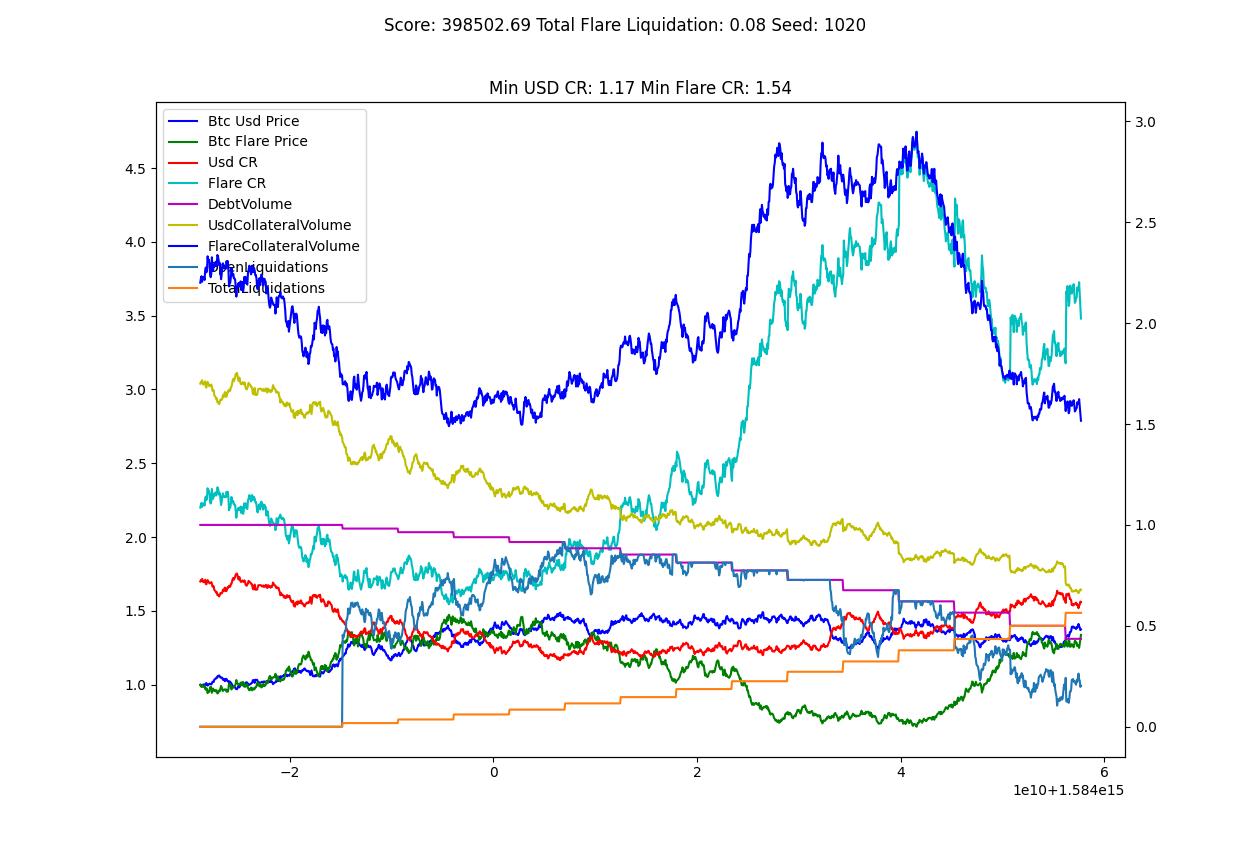 Score: 398502.69 Total Flare Liquidation: 0.08 Seed: 1020
Min USD CR: 1.17 Min Flare CR: 1.54
Btc Usd Price
Btc Flare Price
Usd CR
Flare CR
DebtVolume
UsdCollateralVolume
FlareCollateralVolume
OpenLiquidations
TotalLiquidations
4.5
4.0
3.5
3.0
2.5
2.0
1.5
1.0
3.0
2.5
2.0
1.5
1.0
0.5
0.0
−2 0 2 4 6
1e10+1.584e15